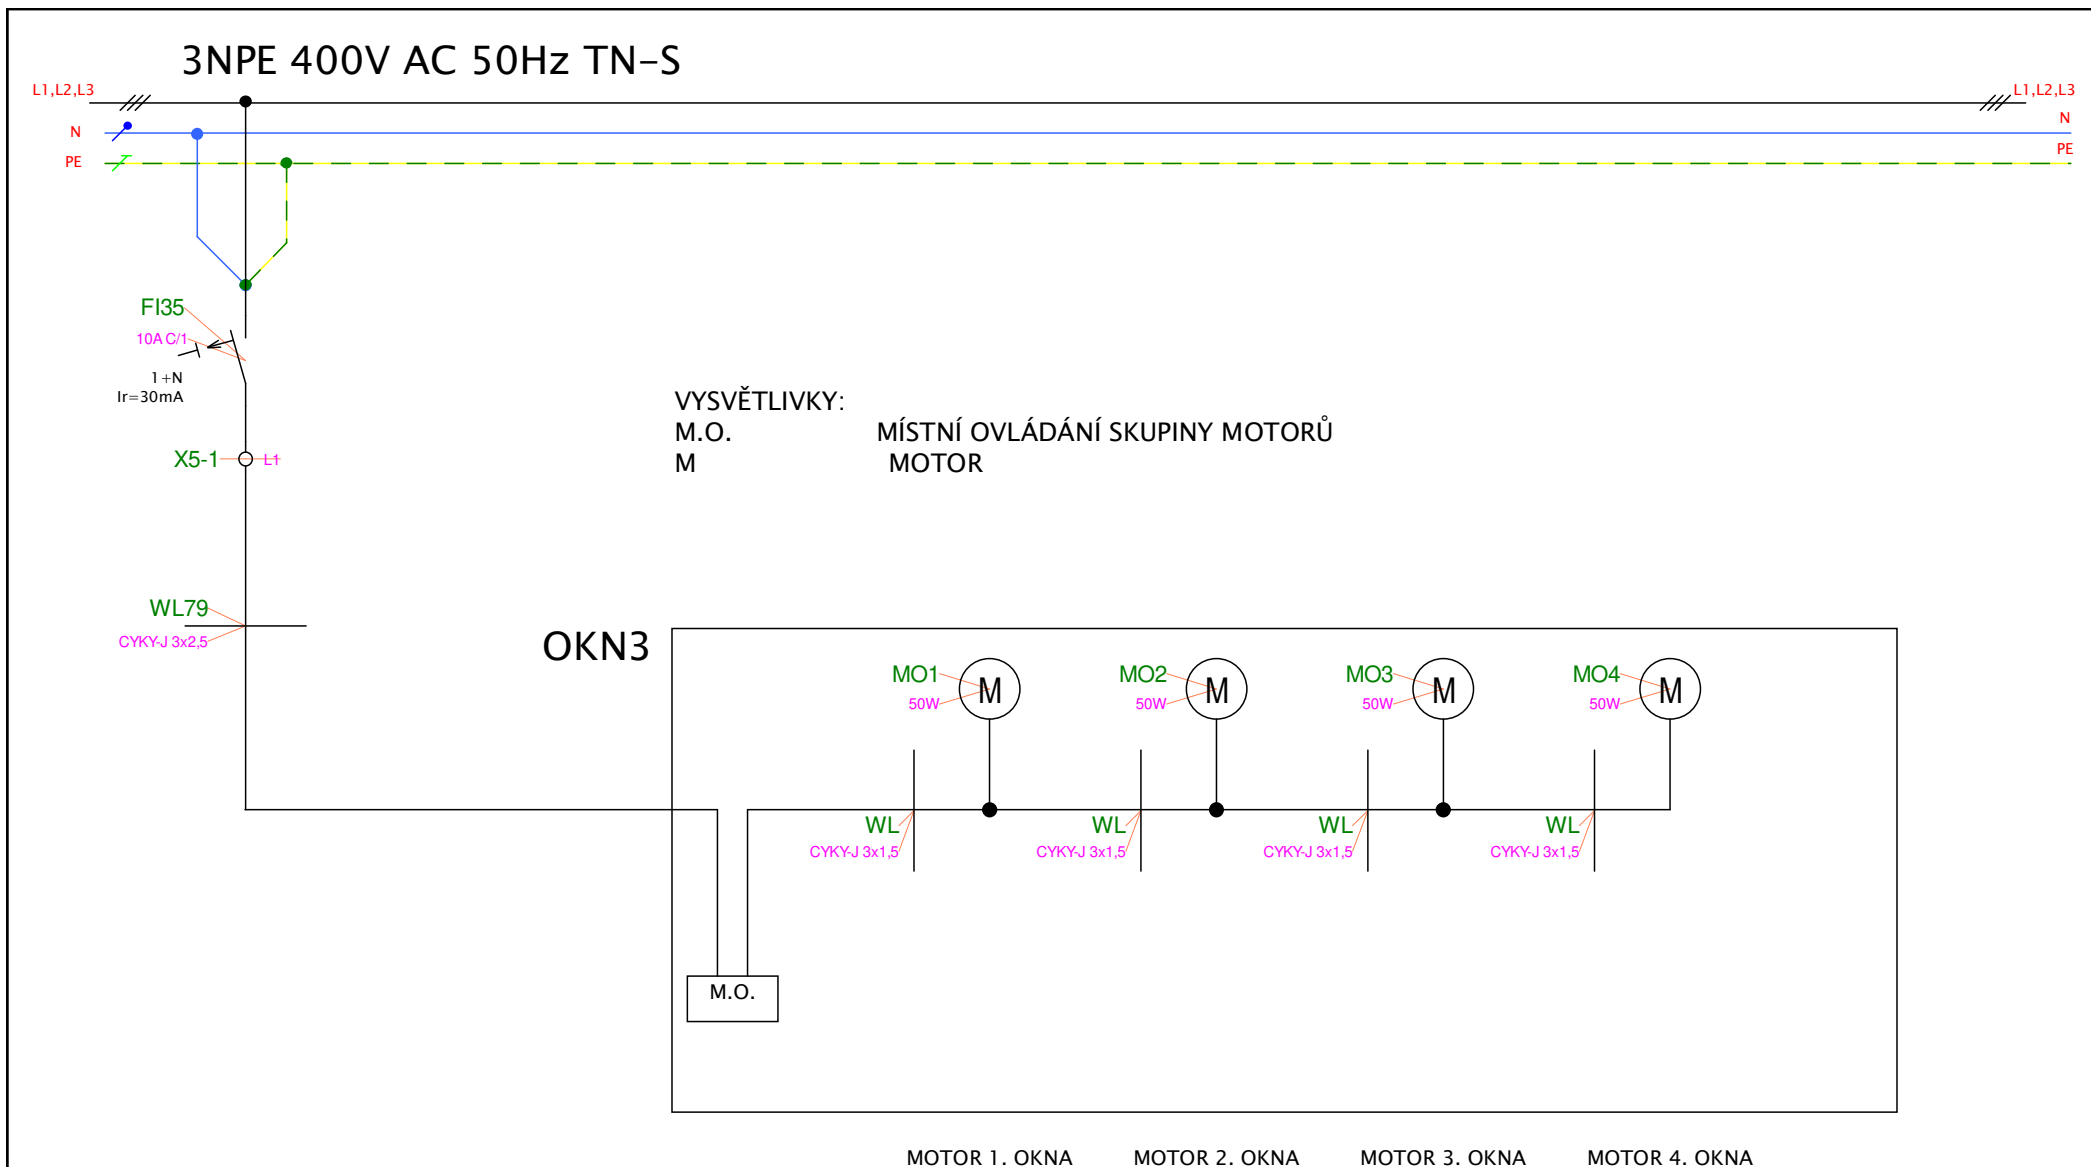 3NPE 400V AC 50Hz TN-S
L1,L2,L3 L1,L2,L3
N N
PE PE
FI35
10A C/1
1+N
Ir=30mA
VYSVĚTLIVKY:
M.O. MÍSTNÍ OVLÁDÁNÍ SKUPINY MOTORŮ
M MOTOR
X5-1 L1
WL79
CYKY-J 3x2,5
OKN3
MO1 M MO2 M MO3 M MO4 M
50W 50W 50W 50W
WL WL WL WL
CYKY-J 3x1,5 CYKY-J 3x1,5 CYKY-J 3x1,5 CYKY-J 3x1,5
M.O.
MOTOR 1. OKNA MOTOR 2. OKNA MOTOR 3. OKNA MOTOR 4. OKNA